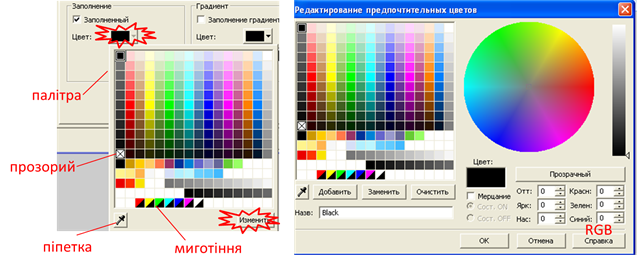 Заполнение
Заполненный
Цвет:
Градиент
Заполнение градиен
Цвет:
палітра
прозорий
піпетка
миготіння
Изменить
Редактирование предпочтительных цветов
Цвет:
Прозрачный
Мерцание
Сост. ON
Сост. OFF
Отт: 0 Красн: 0
Ярк: 0 Зелен: 0
Нас: 0 Синий: 0
RGB
Добавить Заменить Очистить
Назв: Black
OK Отмена Справка